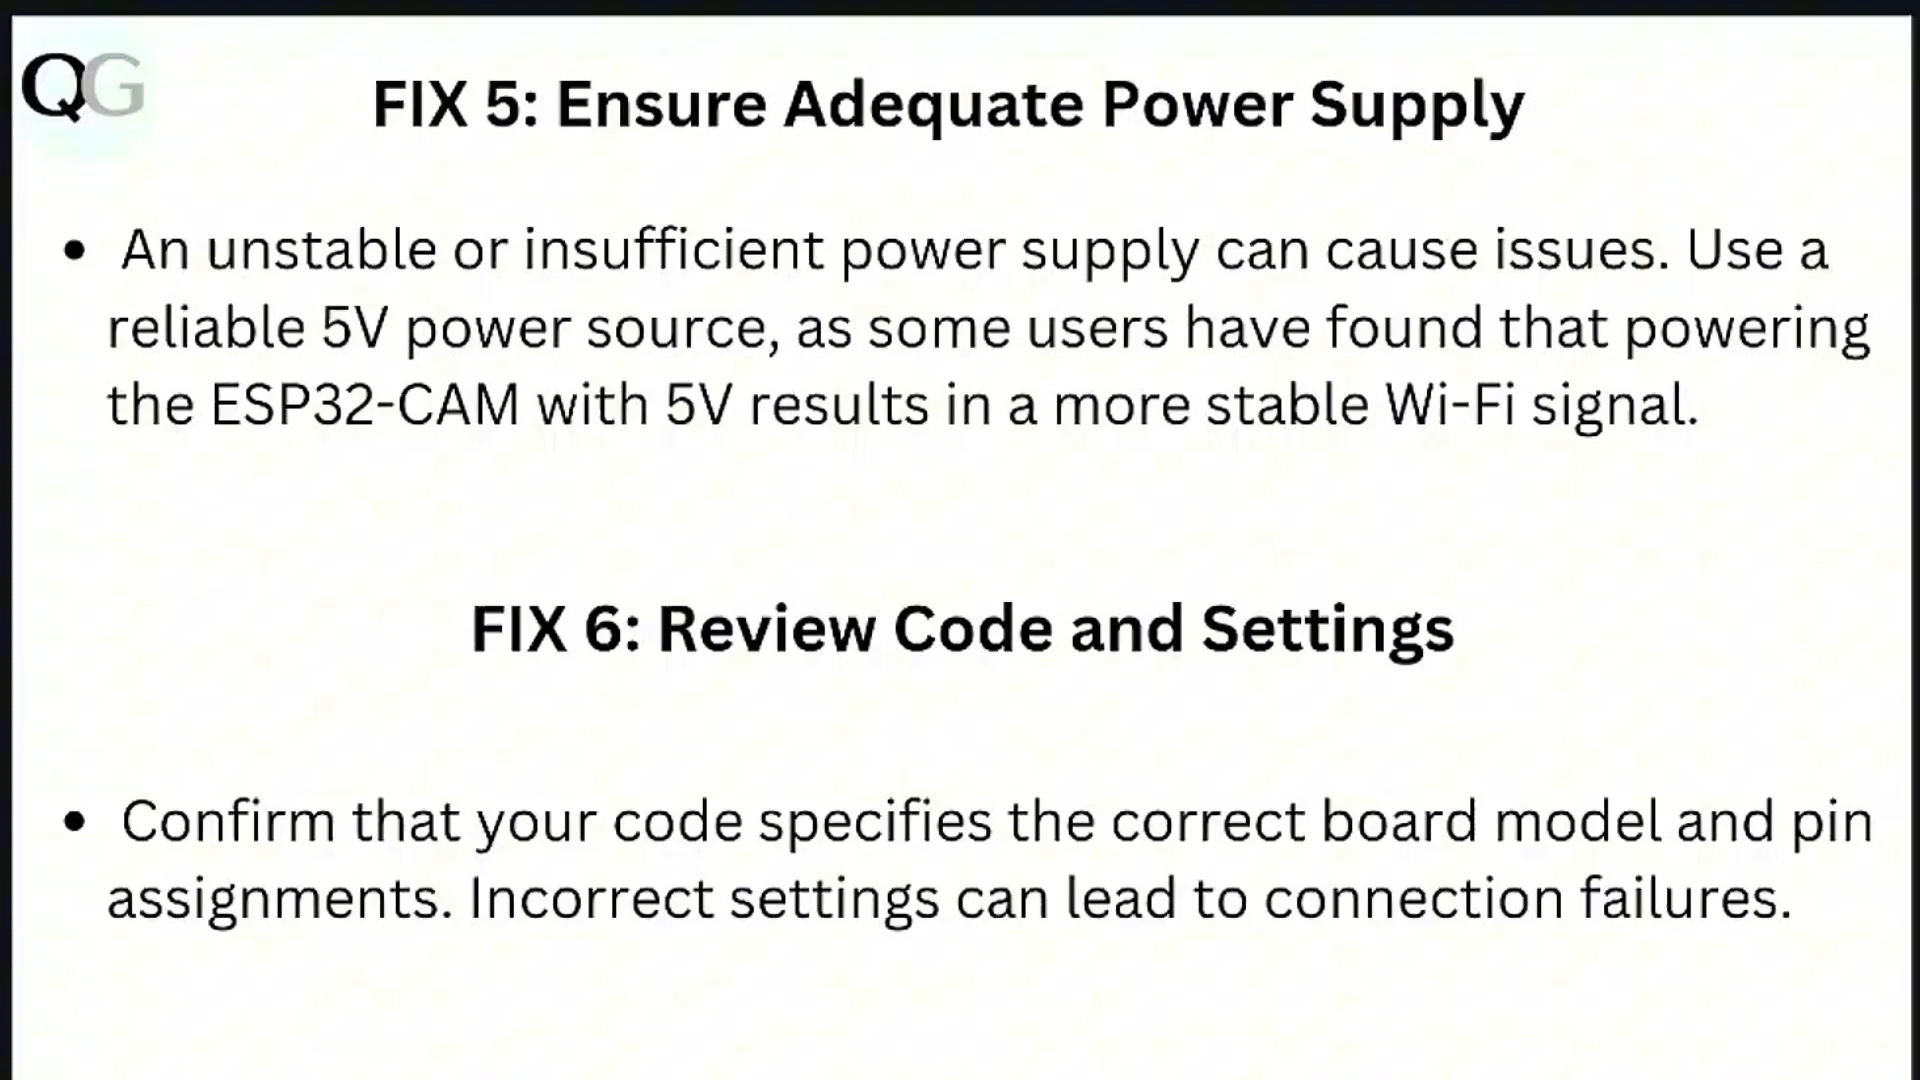 QG
FIX 5: Ensure Adequate Power Supply
• An unstable or insufficient power supply can cause issues. Use a
reliable 5V power source, as some users have found that powering
the ESP32-CAM with 5V results in a more stable Wi-Fi signal.
FIX 6: Review Code and Settings
• Confirm that your code specifies the correct board model and pin
assignments. Incorrect settings can lead to connection failures.